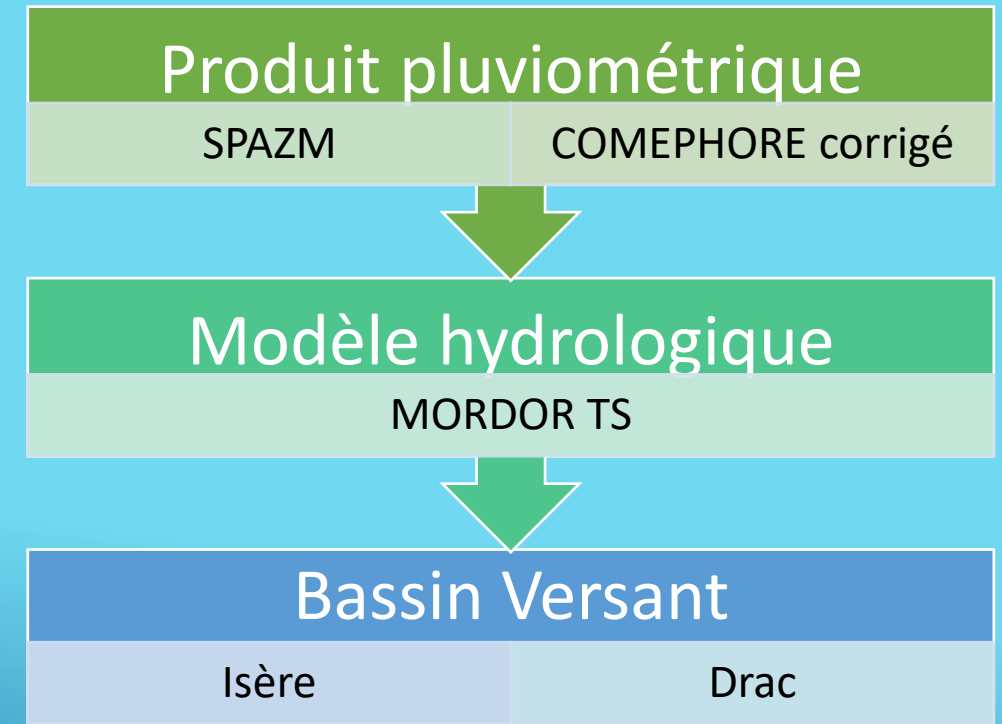 Produit pluviométrique
SPAZM
COMEPHORE corrigé
Modèle hydrologique
MORDOR TS
Bassin Versant
Isère
Drac